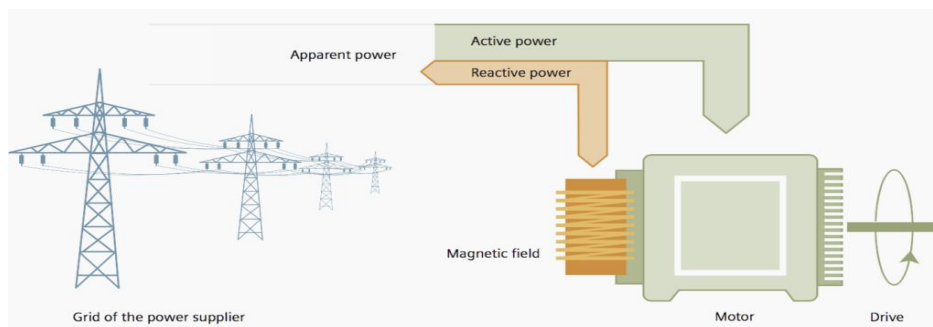 Active power
Apparent power
Reactive power
Magnetic field
Grid of the power supplier
Motor
Drive